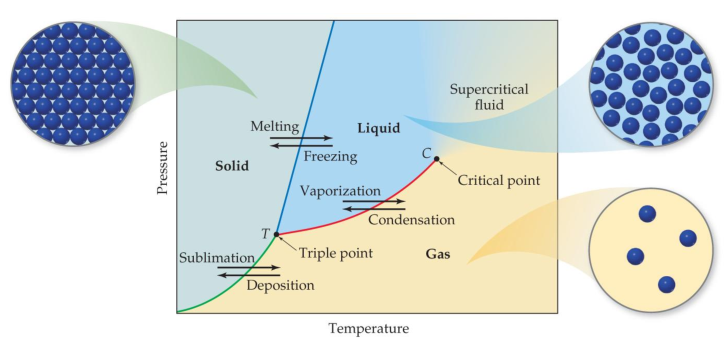 Pressure
Supercritical
fluid
Melting
Liquid
Freezing
Solid
C
Critical point
Vaporization
Condensation
T
Triple point
Gas
Sublimation
Deposition
Temperature